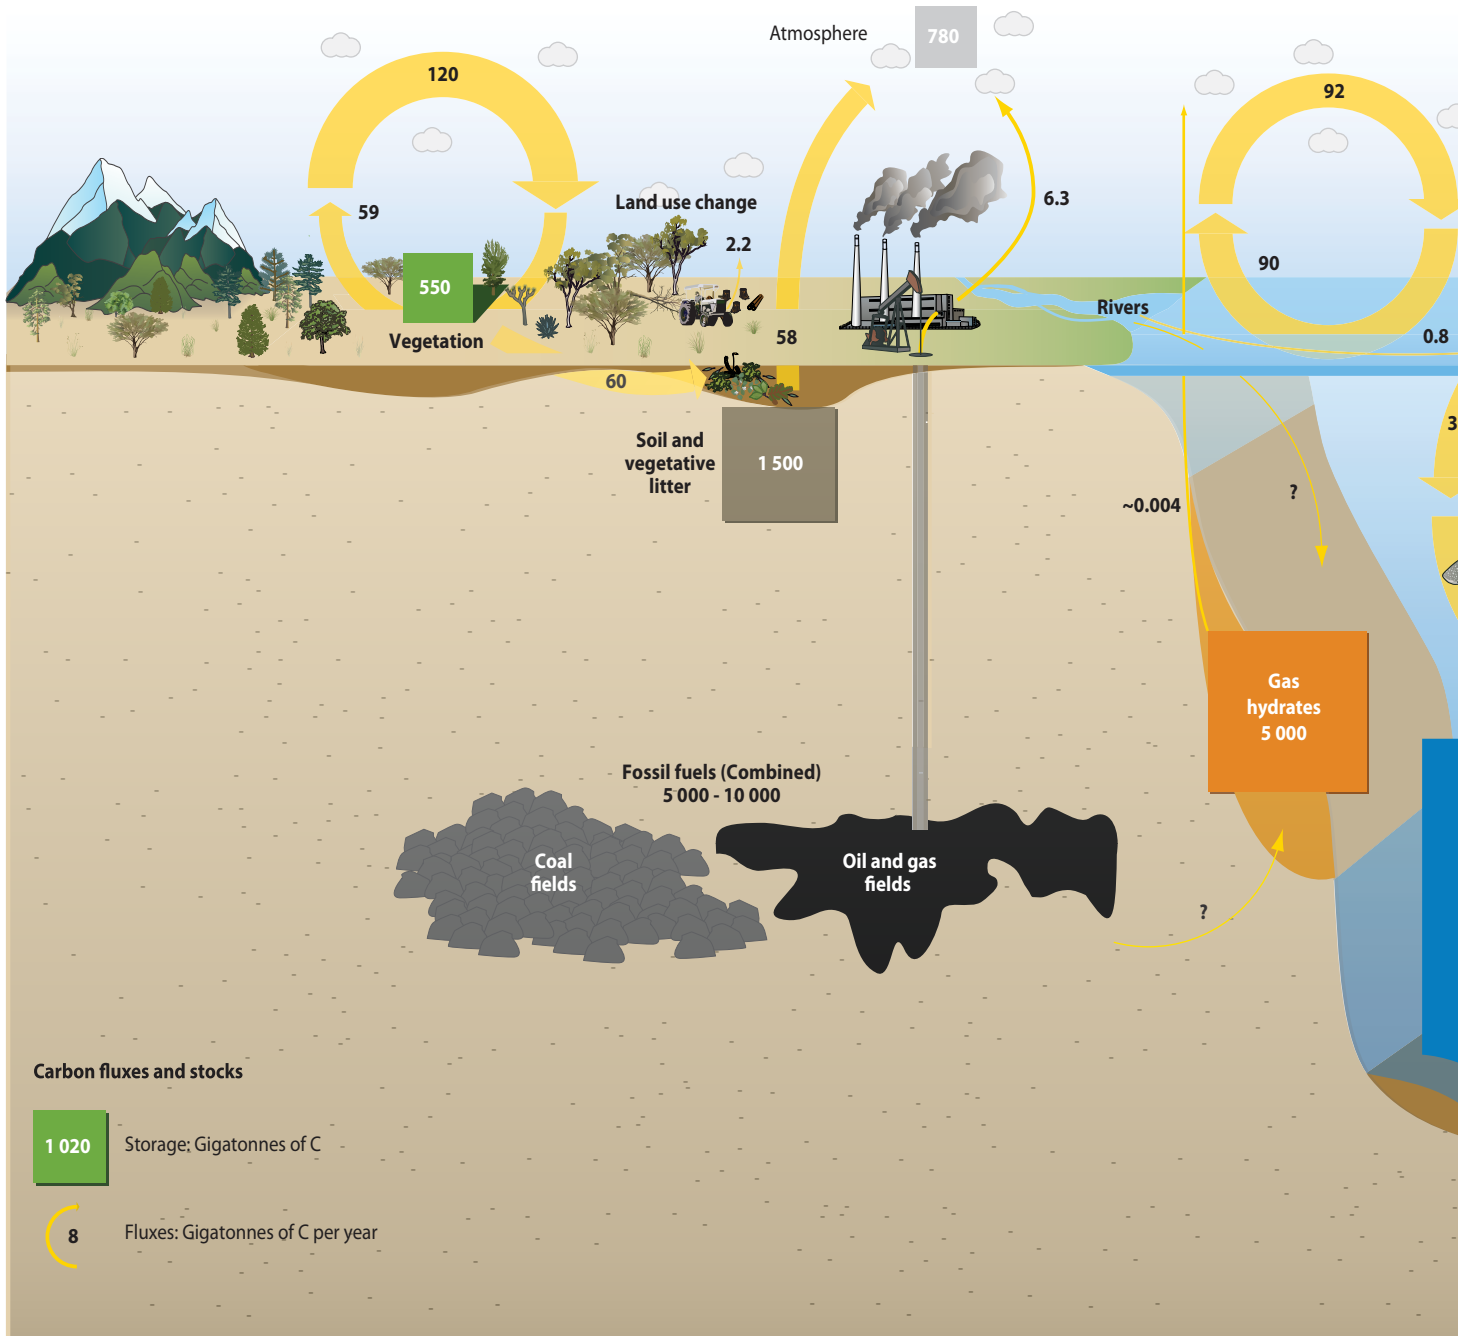 Atmosphere
780
120
92
59
Land use change
2.2
6.3
550
90
Rivers
Vegetation
58
0.8
60
3
Soil and
vegetative
litter
1 500
?
~0.004
Gas
hydrates
5 000
Fossil fuels (Combined)
5 000 - 10 000
Coal
fields
Oil and gas
fields
?
Carbon fluxes and stocks
1 020
Storage: Gigatonnes of C
8
Fluxes: Gigatonnes of C per year